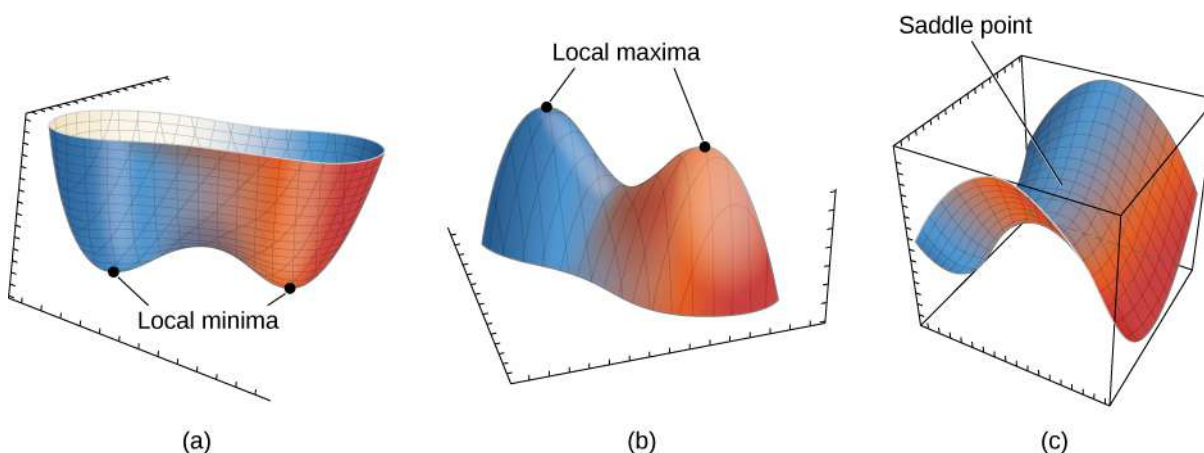 Saddle point
Local maxima
Local minima
(a)
(b)
(c)